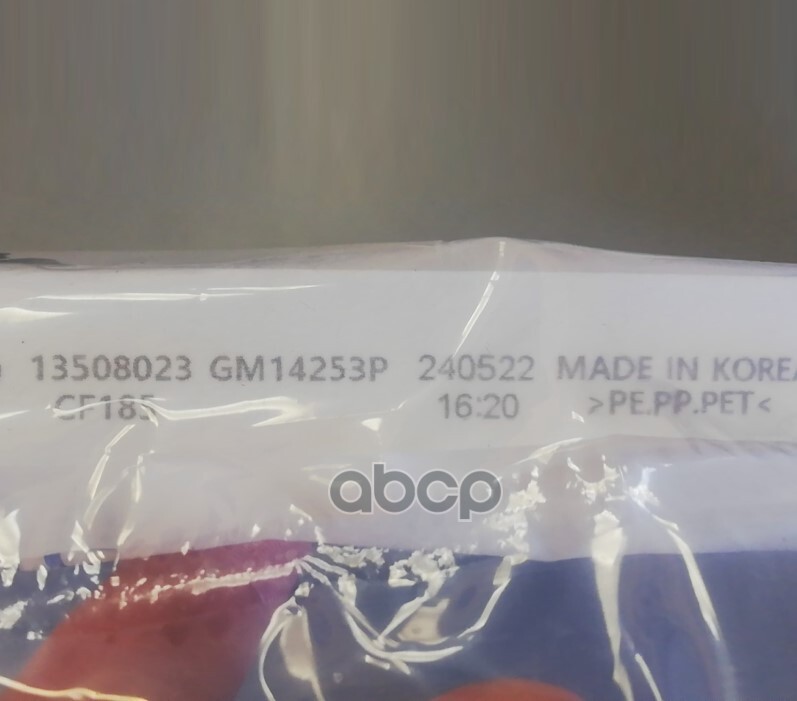 13508023 GM14253P 240522 MADE IN KOREA
CF185 16:20 >PE.PP.PET<
abcp